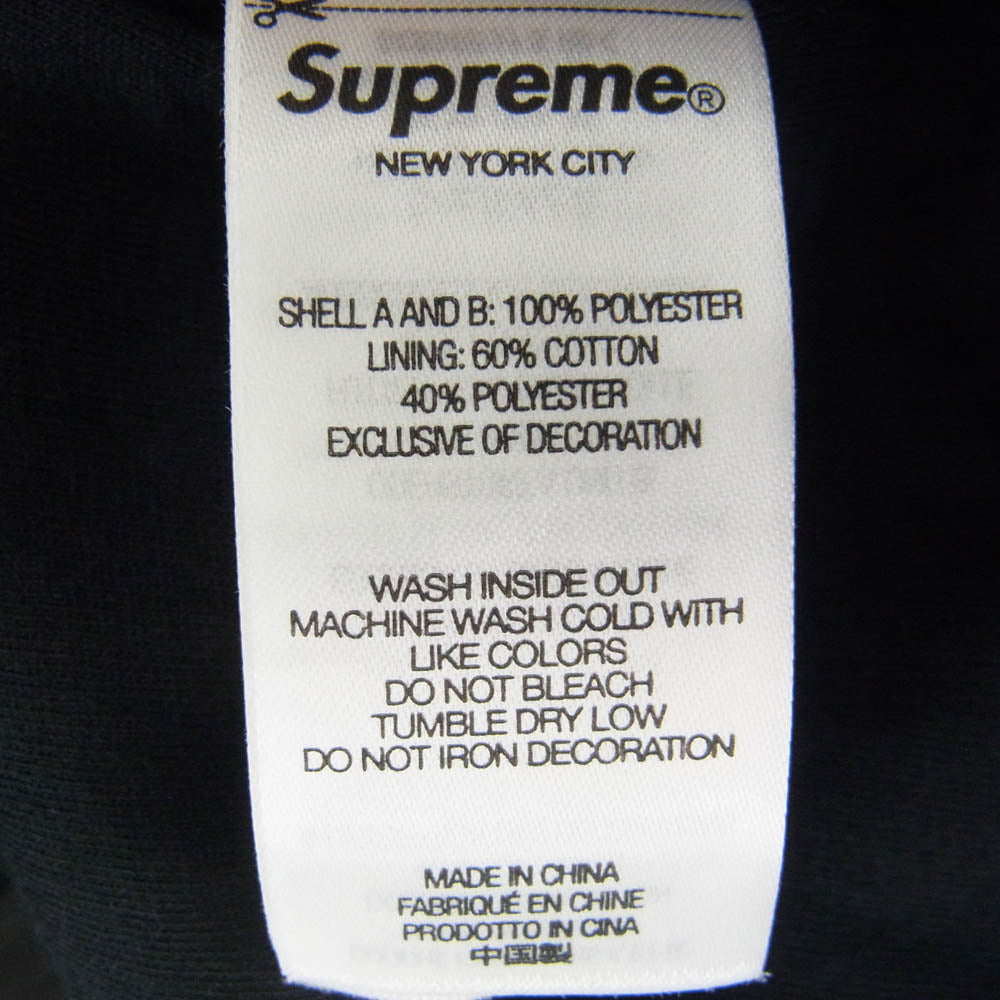 Supreme®
NEW YORK CITY
SHELL A AND B: 100% POLYESTER
LINING: 60% COTTON
40% POLYESTER
EXCLUSIVE OF DECORATION
WASH INSIDE OUT
MACHINE WASH COLD WITH
LIKE COLORS
DO NOT BLEACH
TUMBLE DRY LOW
DO NOT IRON DECORATION
MADE IN CHINA
FABRIQUÉ EN CHINE
PRODOTTO IN CINA
中国製